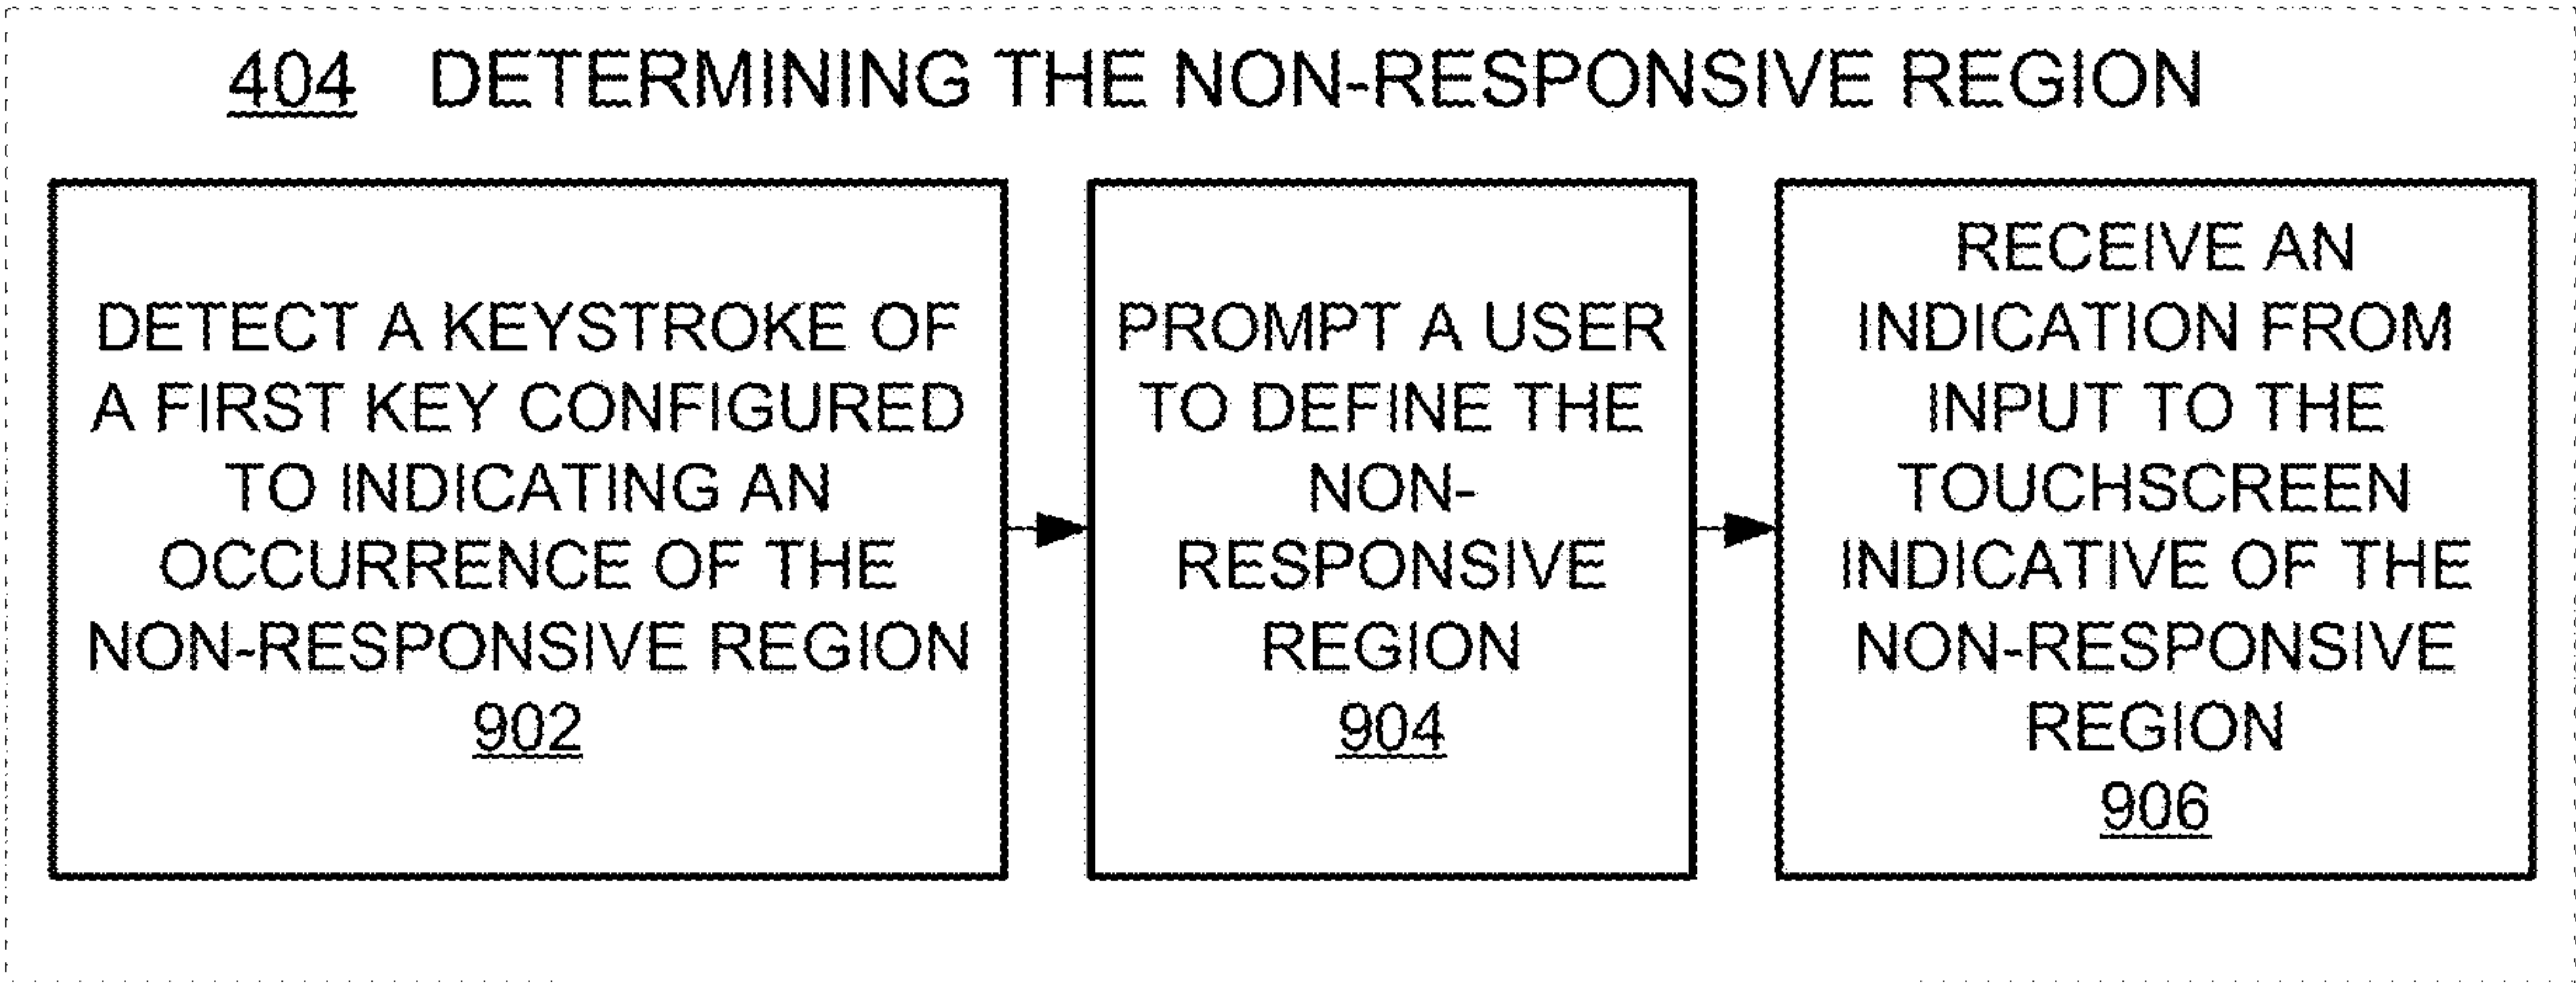 404 DETERMINING THE NON-RESPONSIVE REGION
DETECT A KEYSTROKE OF
A FIRST KEY CONFIGURED
TO INDICATING AN
OCCURRENCE OF THE
NON-RESPONSIVE REGION
902
PROMPT A USER
TO DEFINE THE
NON-
RESPONSIVE
REGION
904
RECEIVE AN
INDICATION FROM
INPUT TO THE
TOUCHSCREEN
INDICATIVE OF THE
NON-RESPONSIVE
REGION
906